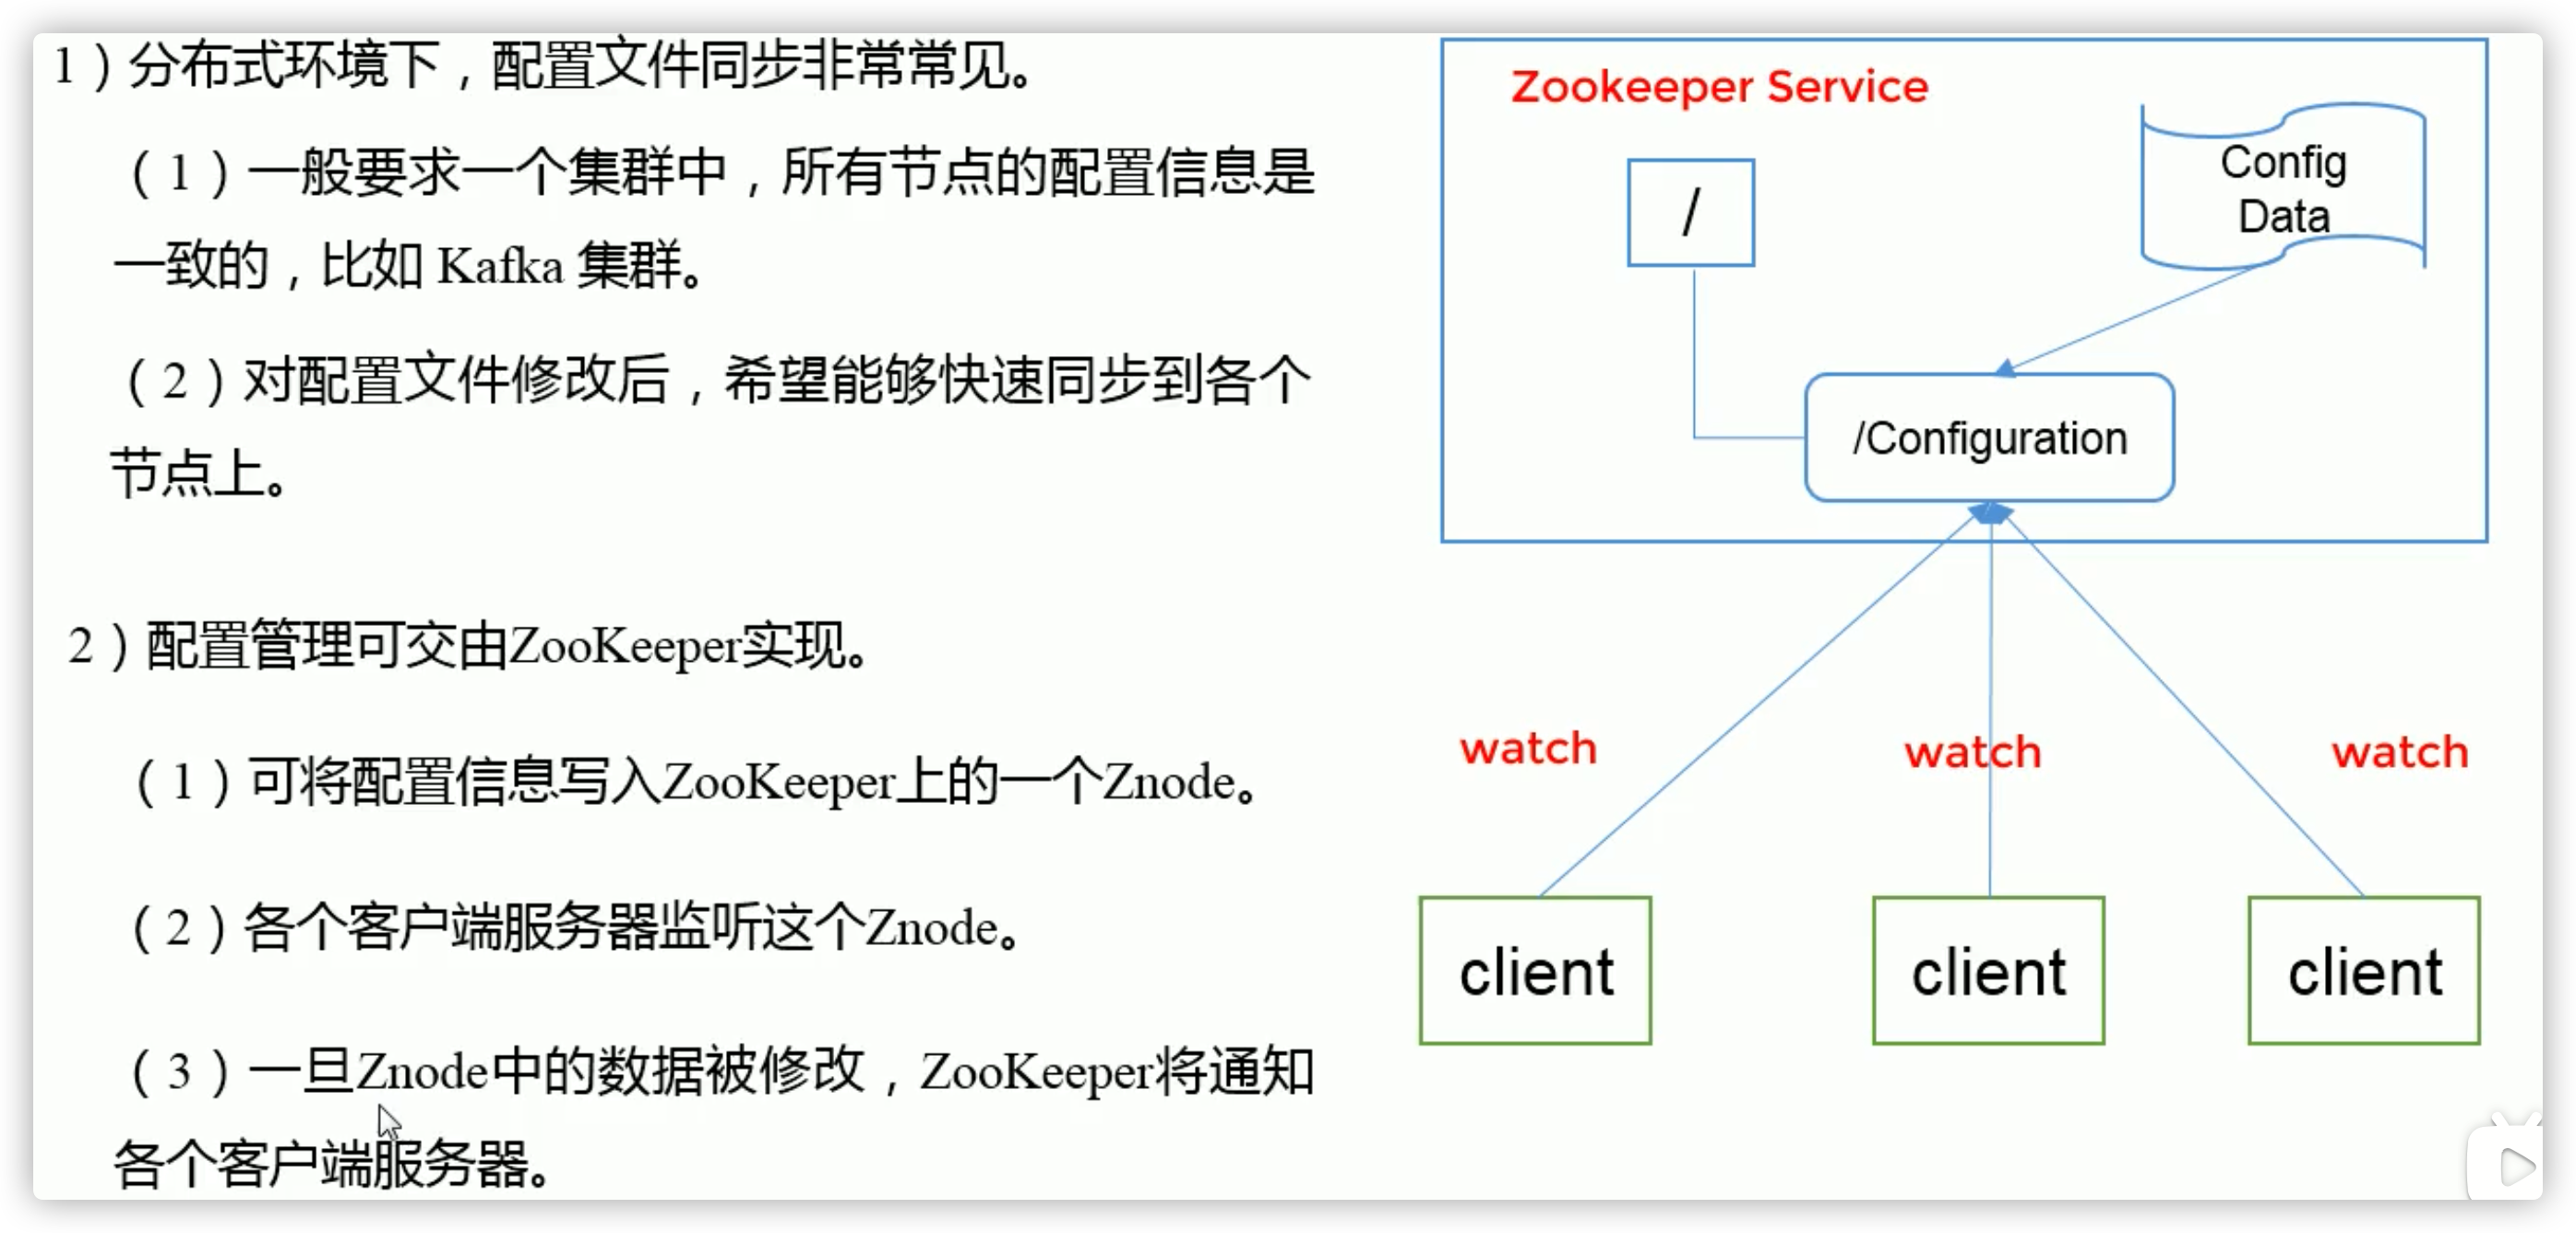 1）分布式环境下，配置文件同步非常常见。
（1）一般要求一个集群中，所有节点的配置信息是
一致的，比如 Kafka 集群。
（2）对配置文件修改后，希望能够快速同步到各个
节点上。
2）配置管理可交由ZooKeeper实现。
（1）可将配置信息写入ZooKeeper上的一个Znode。
（2）各个客户端服务器监听这个Znode。
（3）一旦Znode中的数据被修改，ZooKeeper将通知
各个客户端服务器。
Zookeeper Service
/
Config
Data
/Configuration
watch
watch
watch
client
client
client